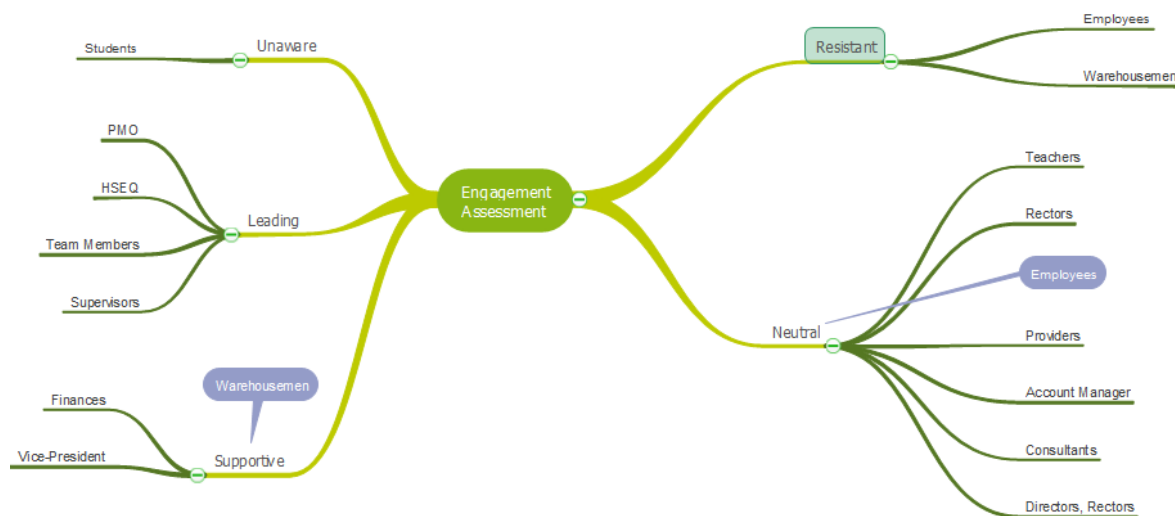 Engagement
Assessment
Unaware
Students
Leading
PMO
HSEQ
Team Members
Supervisors
Supportive
Warehousemen
Finances
Vice-President
Resistant
Employees
Warehousemen
Neutral
Employees
Teachers
Rectors
Providers
Account Manager
Consultants
Directors, Rectors